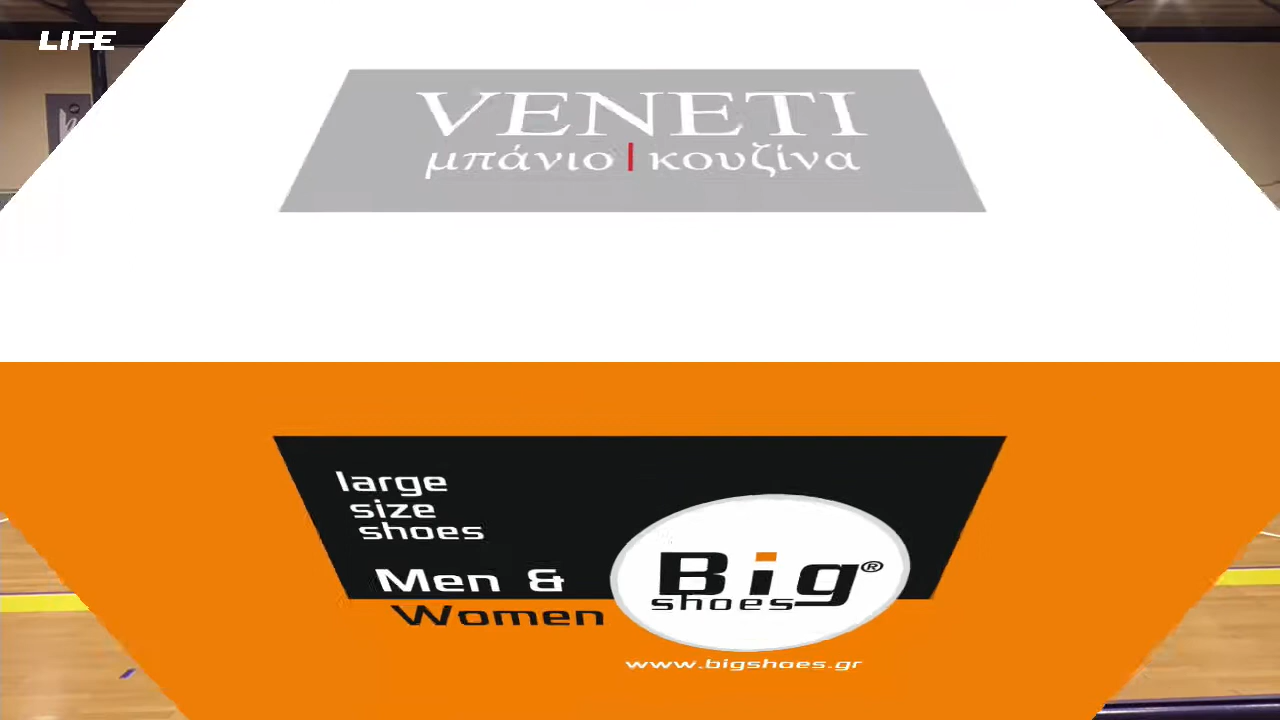 LIFE
VENETI
μπάνιο | κουζίνα
large
size
shoes
Men &
Women
Big®
shoes
www.bigshoes.gr